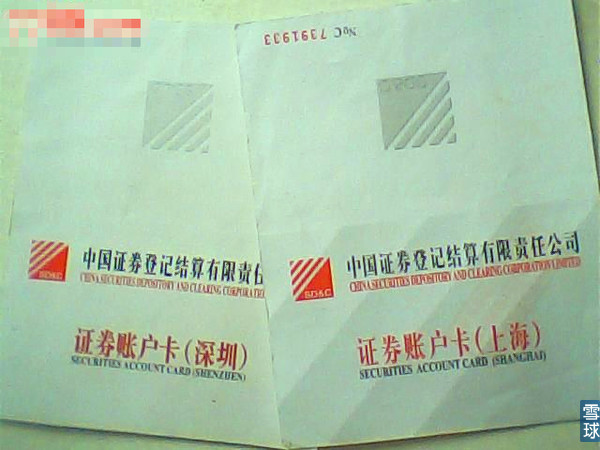 NoC 7391933
SD&C
中国证券登记结算有限责任
CHINA SECURITIES DEPOSITORY AND CLEARING CORPORATION
证券账户卡(深圳)
SECURITIES ACCOUNT CARD (SHENZHEN)
SD&C
中国证券登记结算有限责任公司
CHINA SECURITIES DEPOSITORY AND CLEARING CORPORATION LIMITED
证券账户卡(上海)
SECURITIES ACCOUNT CARD (SHANGHAI)
雪球